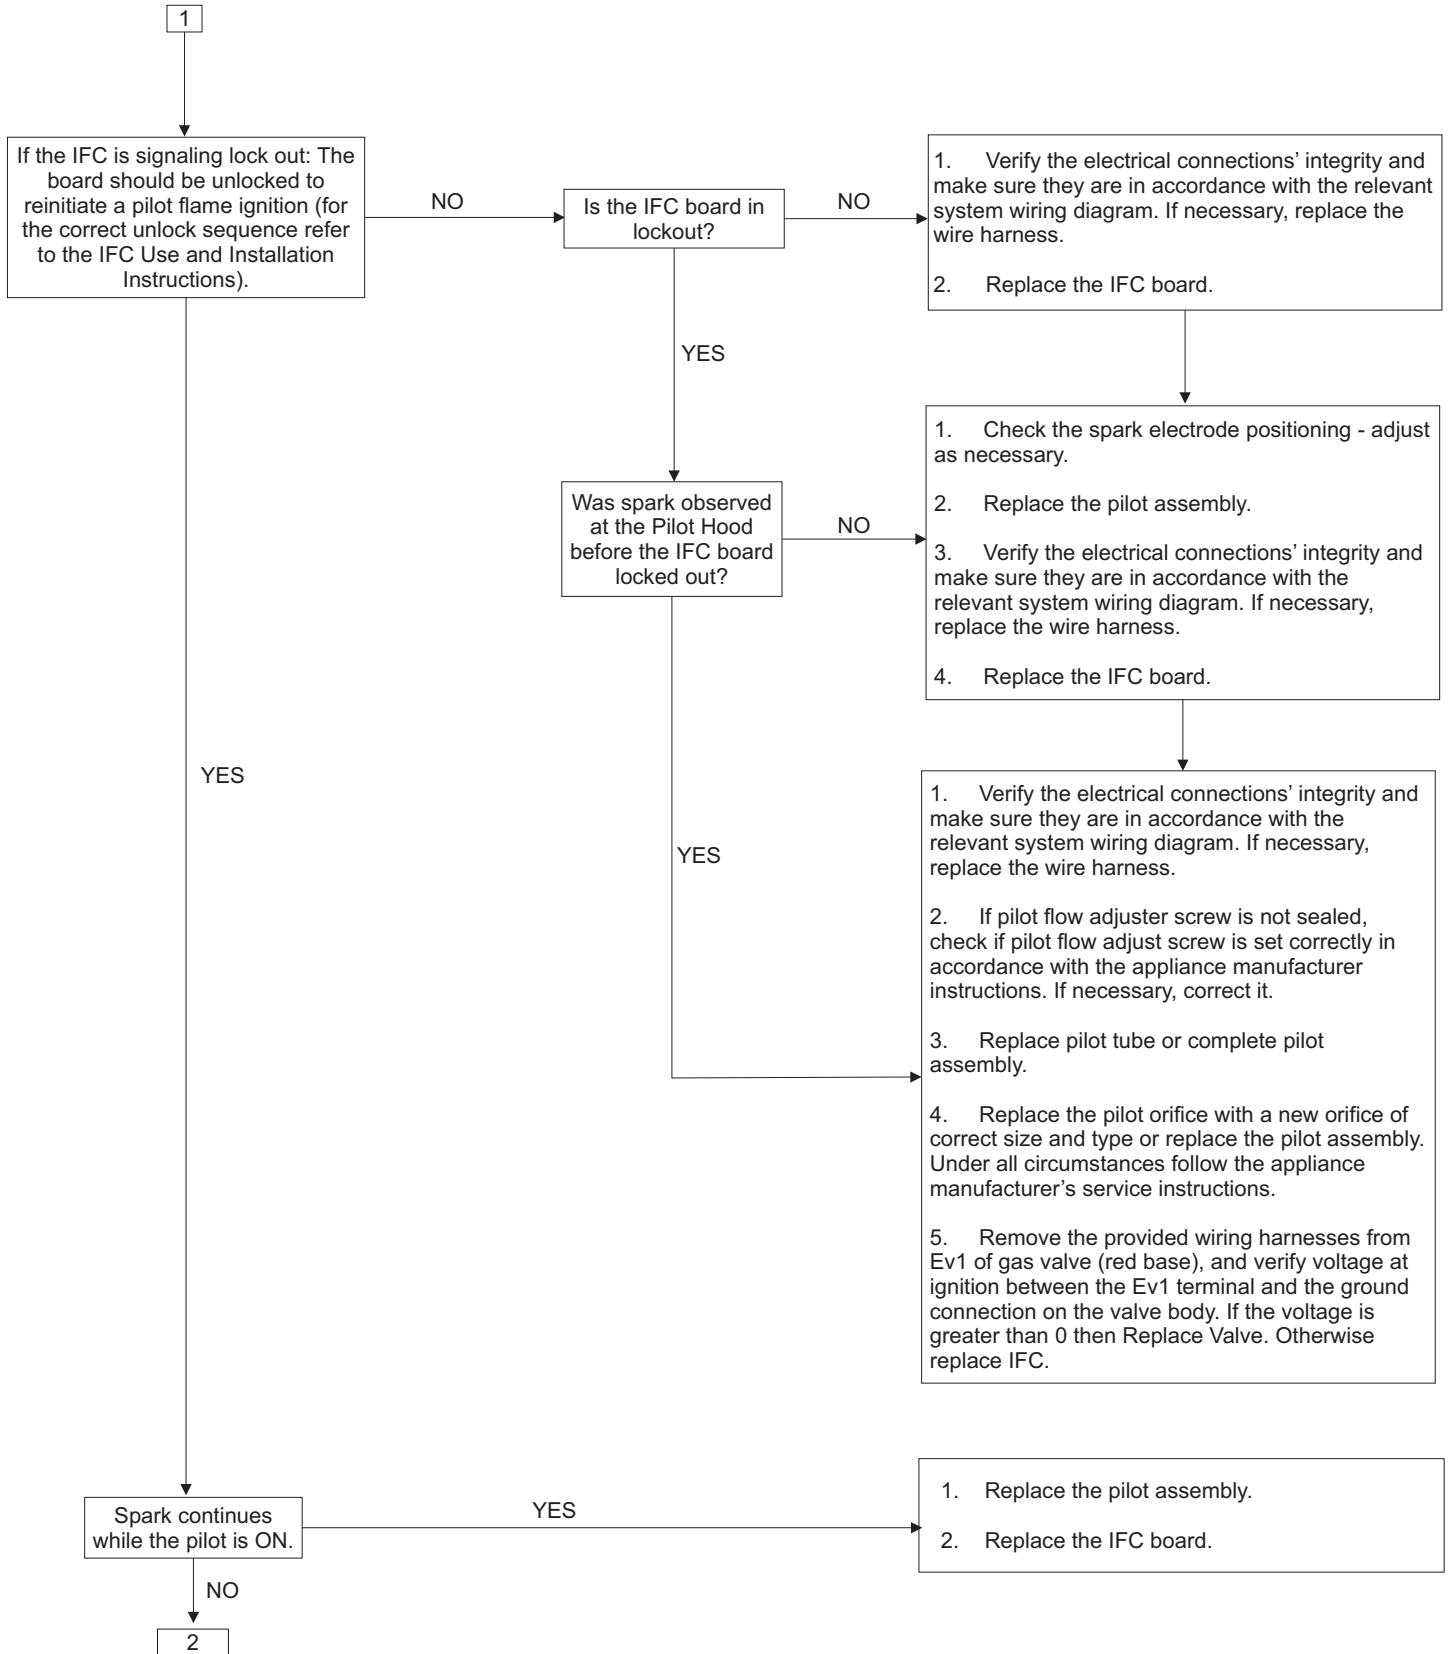 1
If the IFC is signaling lock out: The
board should be unlocked to
reinitiate a pilot flame ignition (for
the correct unlock sequence refer
to the IFC Use and Installation
Instructions).
NO
Is the IFC board in
lockout?
NO
1. Verify the electrical connections’ integrity and
make sure they are in accordance with the relevant
system wiring diagram. If necessary, replace the
wire harness.
2. Replace the IFC board.
YES
Was spark observed
at the Pilot Hood
before the IFC board
locked out?
NO
1. Check the spark electrode positioning - adjust
as necessary.
2. Replace the pilot assembly.
3. Verify the electrical connections’ integrity and
make sure they are in accordance with the
relevant system wiring diagram. If necessary,
replace the wire harness.
4. Replace the IFC board.
YES
YES
1. Verify the electrical connections’ integrity and
make sure they are in accordance with the
relevant system wiring diagram. If necessary,
replace the wire harness.
2. If pilot flow adjuster screw is not sealed,
check if pilot flow adjust screw is set correctly in
accordance with the appliance manufacturer
instructions. If necessary, correct it.
3. Replace pilot tube or complete pilot
assembly.
4. Replace the pilot orifice with a new orifice of
correct size and type or replace the pilot assembly.
Under all circumstances follow the appliance
manufacturer’s service instructions.
5. Remove the provided wiring harnesses from
Ev1 of gas valve (red base), and verify voltage at
ignition between the Ev1 terminal and the ground
connection on the valve body. If the voltage is
greater than 0 then Replace Valve. Otherwise
replace IFC.
Spark continues
while the pilot is ON.
YES
1. Replace the pilot assembly.
2. Replace the IFC board.
NO
2